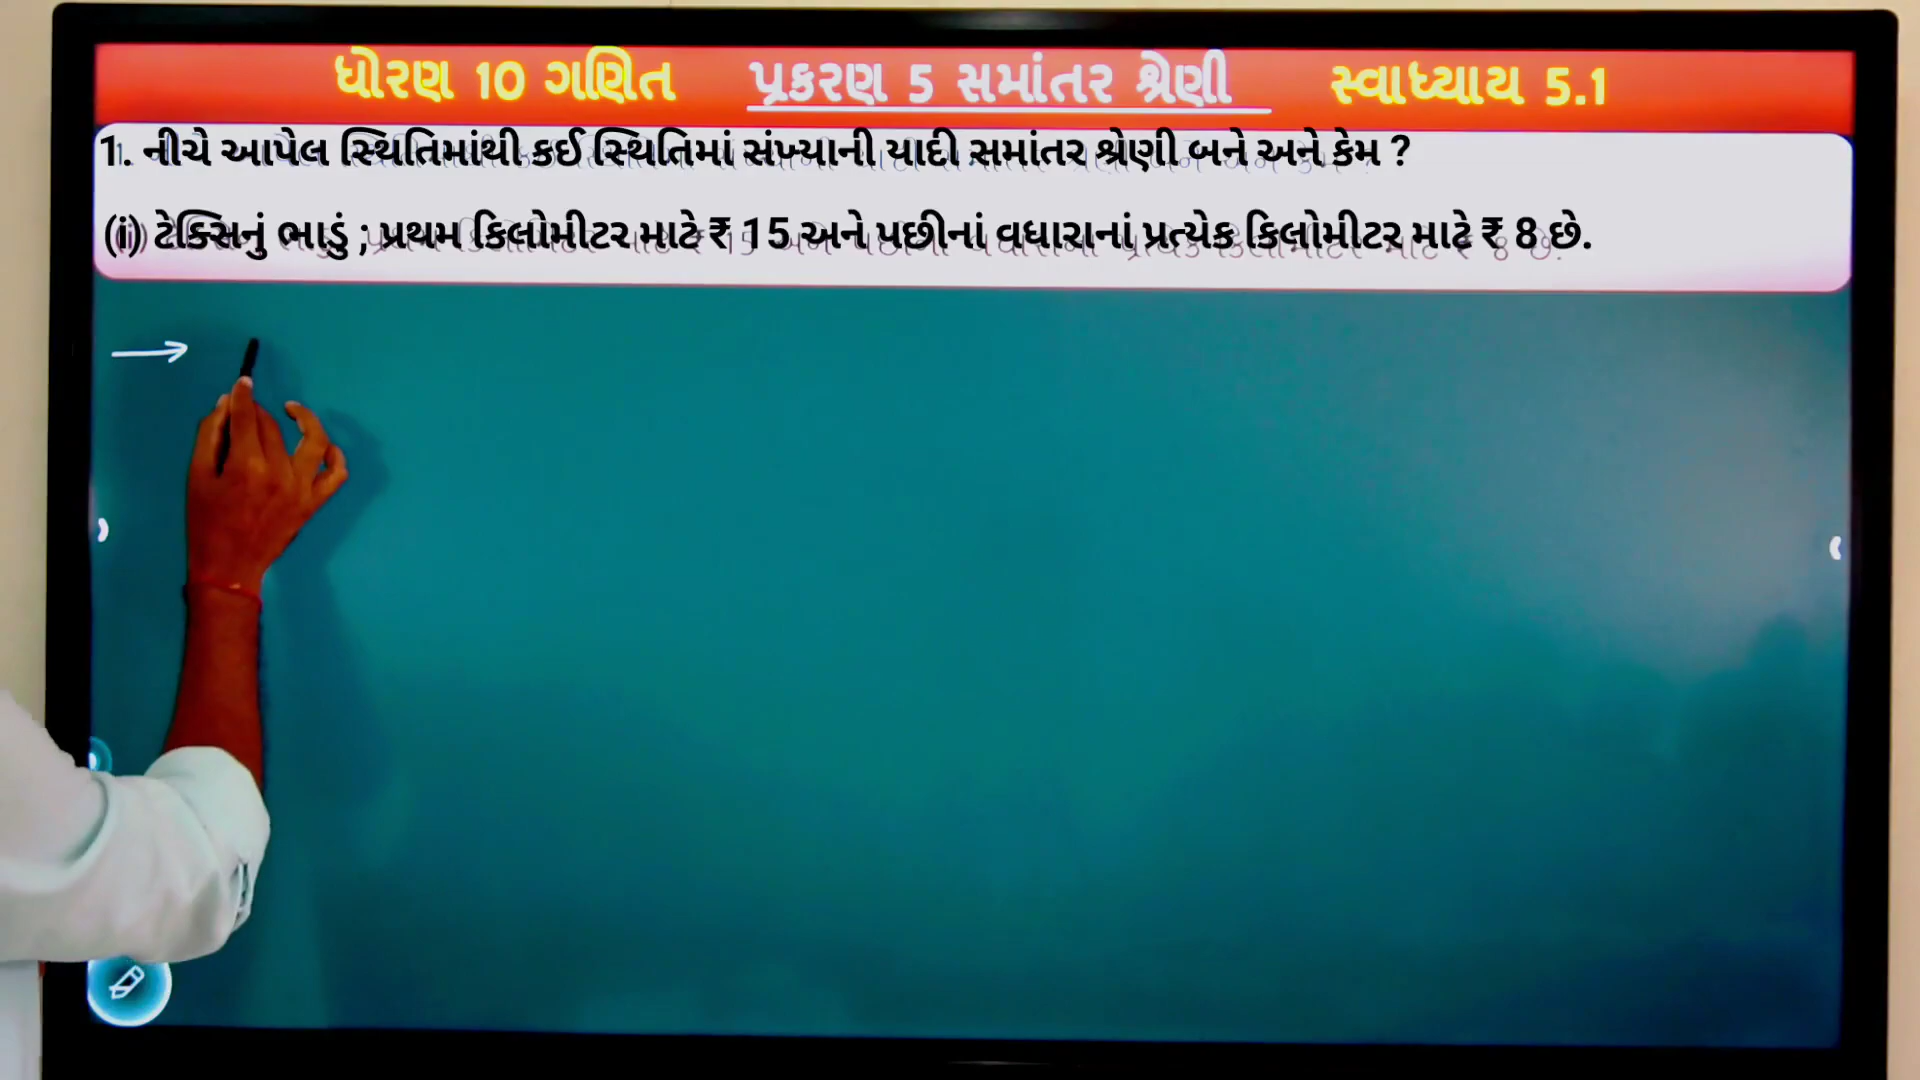 ધોરણ 10 ગણિત પ્રકરણ 5 સમાંતર શ્રેણી સ્વાધ્યાય 5.1
1. નીચે આપેલ સ્થિતિમાંથી કઈ સ્થિતિમાં સંખ્યાની યાદી સમાંતર શ્રેણી બને અને કેમ ?
(i) ટેક્સિનું ભાડું ; પ્રથમ કિલોમીટર માટે ₹ 15 અને પછીનાં વધારાનાં પ્રત્યેક કિલોમીટર માટે ₹ 8 છે.